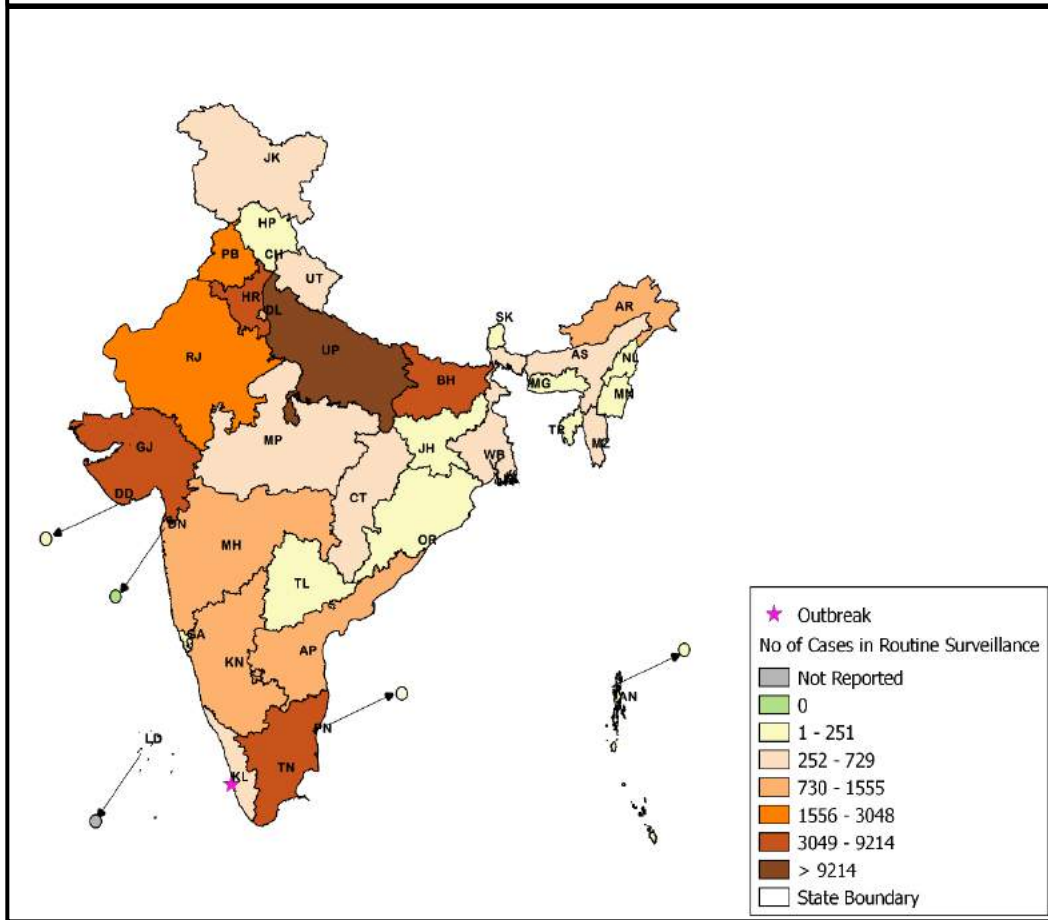 JK
HP
PB
CH
UT
HR
DL
SK
AR
RJ
UP
BH
AS
NL
MG
MN
TR
MZ
GJ
MP
JH
WB
DD
CT
DN
MH
OR
TL
GA
KN
AP
AN
PN
LD
KL
TN
Outbreak
No of Cases in Routine Surveillance
Not Reported
0
1 - 251
252 - 729
730 - 1555
1556 - 3048
3049 - 9214
> 9214
State Boundary